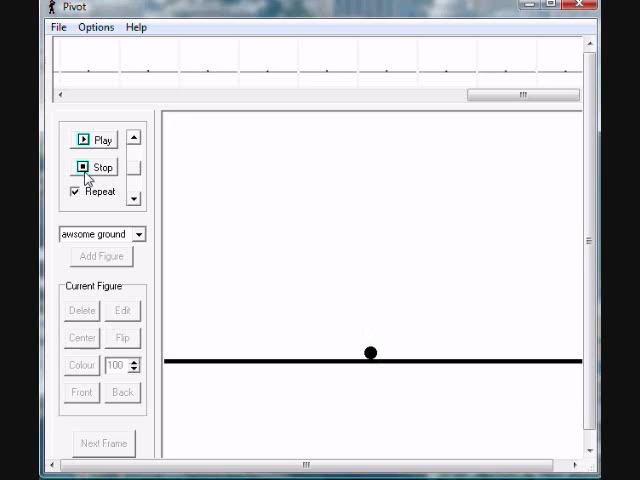 Pivot
File Options Help
Play
Stop
Repeat
awsome ground
Add Figure
Current Figure
Delete Edit
Center Flip
Colour 100
Front Back
Next Frame